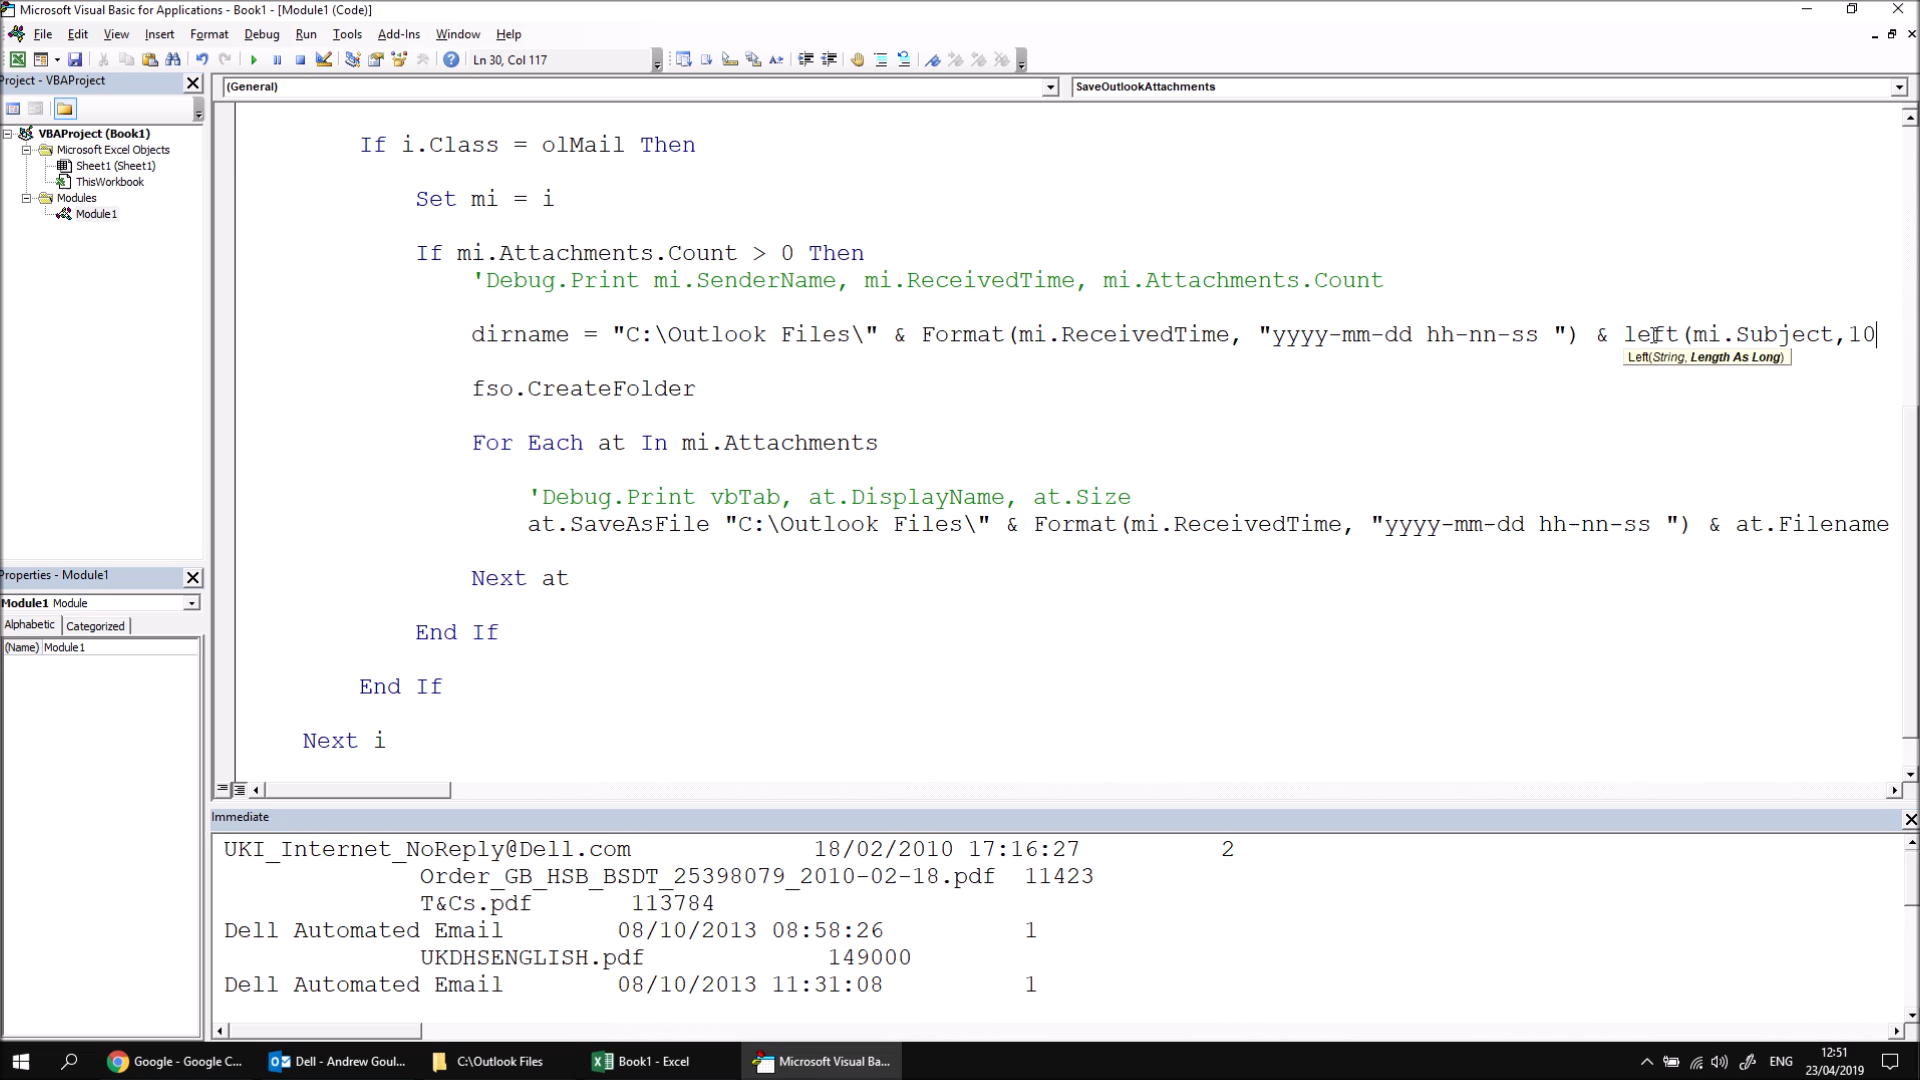 Microsoft Visual Basic for Applications - Book1 - [Module1 (Code)]
File Edit View Insert Format Debug Run Tools Add-Ins Window Help
Ln 30, Col 117
Project - VBAProject
(General)
SaveOutlookAttachments
VBAProject (Book1)
Microsoft Excel Objects
Sheet1 (Sheet1)
ThisWorkbook
Modules
Module1
If i.Class = olMail Then
Set mi = i
If mi.Attachments.Count > 0 Then
'Debug.Print mi.SenderName, mi.ReceivedTime, mi.Attachments.Count
dirname = "C:\Outlook Files\" & Format(mi.ReceivedTime, "yyyy-mm-dd hh-nn-ss ") & left(mi.Subject,10
Left(String, Length As Long)
fso.CreateFolder
For Each at In mi.Attachments
'Debug.Print vbTab, at.DisplayName, at.Size
at.SaveAsFile "C:\Outlook Files\" & Format(mi.ReceivedTime, "yyyy-mm-dd hh-nn-ss ") & at.Filename
Next at
End If
End If
Next i
Properties - Module1
Module1 Module
Alphabetic Categorized
(Name) Module1
Immediate
UKI_Internet_NoReply@Dell.com 18/02/2010 17:16:27 2
Order_GB_HSB_BSDT_25398079_2010-02-18.pdf 11423
T&Cs.pdf 113784
Dell Automated Email 08/10/2013 08:58:26 1
UKDHSENGLISH.pdf 149000
Dell Automated Email 08/10/2013 11:31:08 1
Google - Google C...
Dell - Andrew Goul...
C:\Outlook Files
Book1 - Excel
Microsoft Visual Ba...
ENG
12:51
23/04/2019